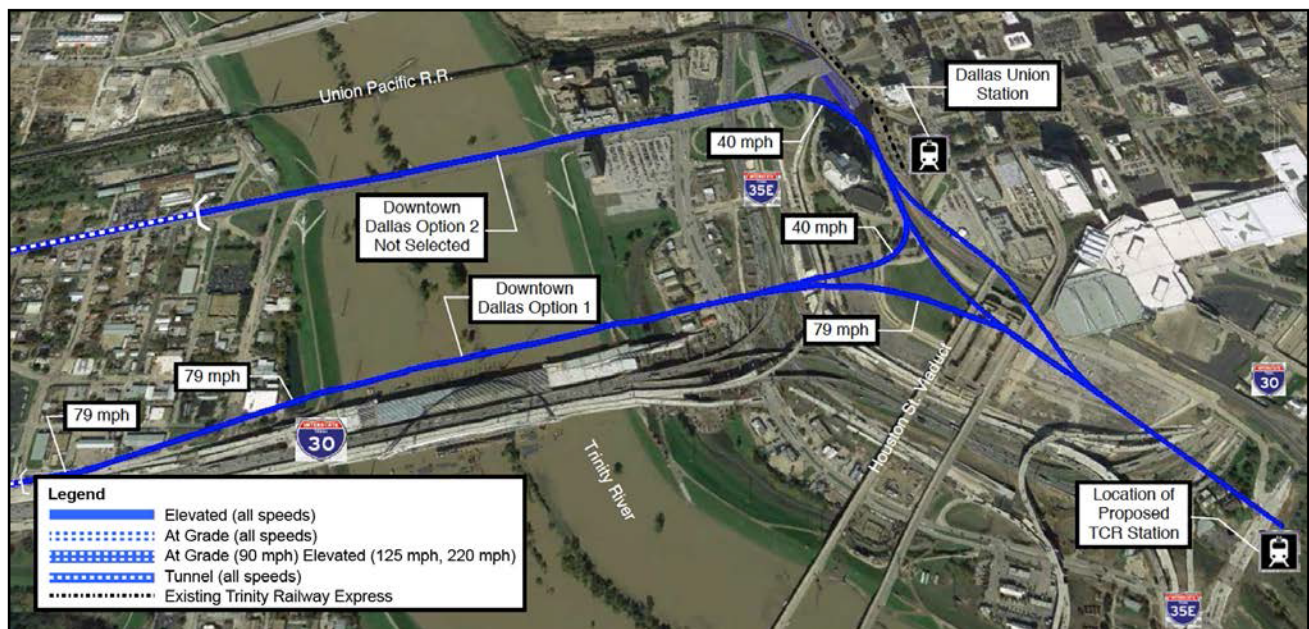 Union Pacific R.R.
Dallas Union
Station
40 mph
INTERSTATE
35E
Downtown
Dallas Option 2
Not Selected
40 mph
Downtown
Dallas Option 1
79 mph
79 mph
79 mph
INTERSTATE
30
30
Houston St. Viaduct
Trinity River
Location of
Proposed
TCR Station
35E
Legend
Elevated (all speeds)
At Grade (all speeds)
At Grade (90 mph) Elevated (125 mph, 220 mph)
Tunnel (all speeds)
Existing Trinity Railway Express